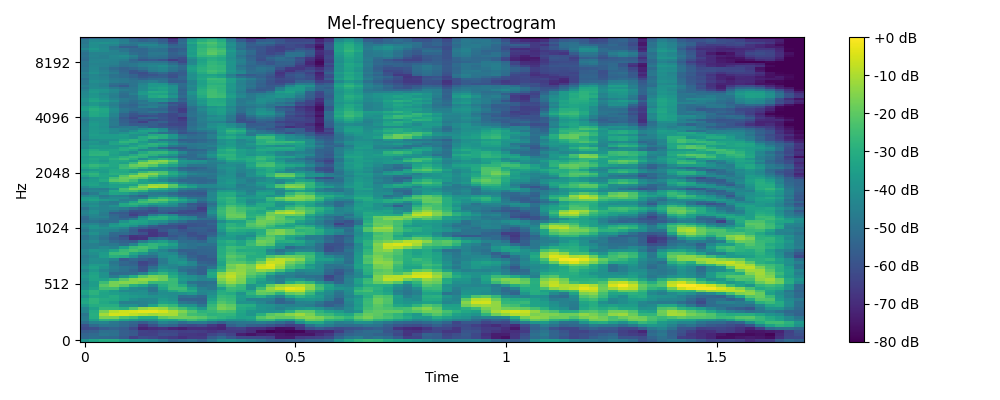 Mel-frequency spectrogram
Hz
8192
4096
2048
1024
512
0
0
0.5
1
1.5
Time
+0 dB
-10 dB
-20 dB
-30 dB
-40 dB
-50 dB
-60 dB
-70 dB
-80 dB